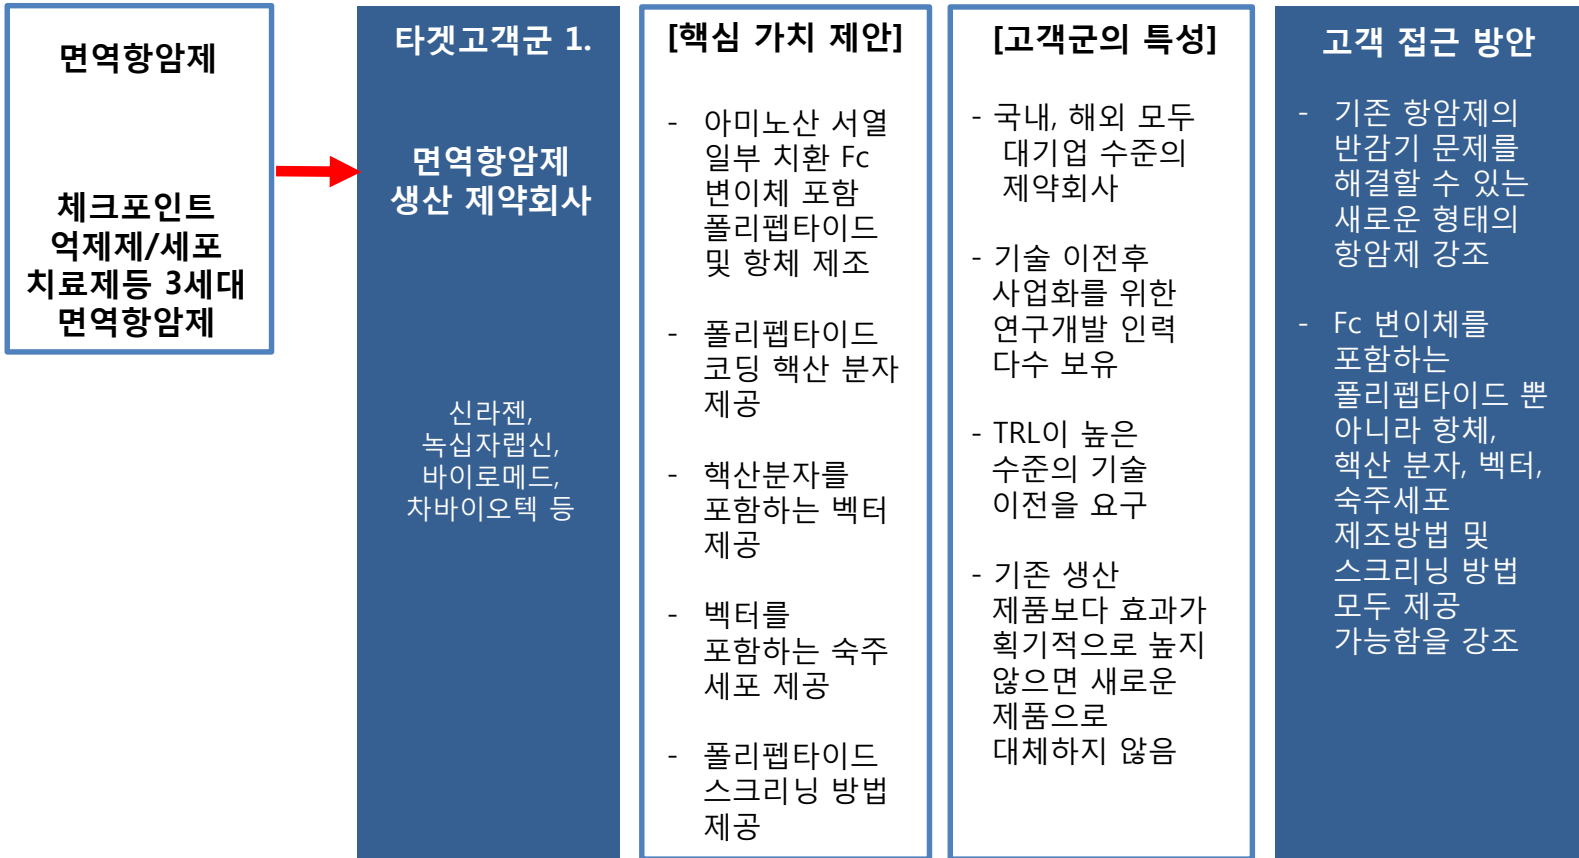 면역항암제
체크포인트
억제제/세포
치료제등 3세대
면역항암제
타겟고객군 1.
면역항암제
생산 제약회사
신라젠,
녹십자랩신,
바이로메드,
차바이오텍 등
[핵심 가치 제안]
- 아미노산 서열
일부 치환 Fc
변이체 포함
폴리펩타이드
및 항체 제조
- 폴리펩타이드
코딩 핵산 분자
제공
- 핵산분자를
포함하는 벡터
제공
- 벡터를
포함하는 숙주
세포 제공
- 폴리펩타이드
스크리닝 방법
제공
[고객군의 특성]
- 국내, 해외 모두
대기업 수준의
제약회사
- 기술 이전후
사업화를 위한
연구개발 인력
다수 보유
- TRL이 높은
수준의 기술
이전을 요구
- 기존 생산
제품보다 효과가
획기적으로 높지
않으면 새로운
제품으로
대체하지 않음
고객 접근 방안
- 기존 항암제의
반감기 문제를
해결할 수 있는
새로운 형태의
항암제 강조
- Fc 변이체를
포함하는
폴리펩타이드 뿐
아니라 항체,
핵산 분자, 벡터,
숙주세포
제조방법 및
스크리닝 방법
모두 제공
가능함을 강조